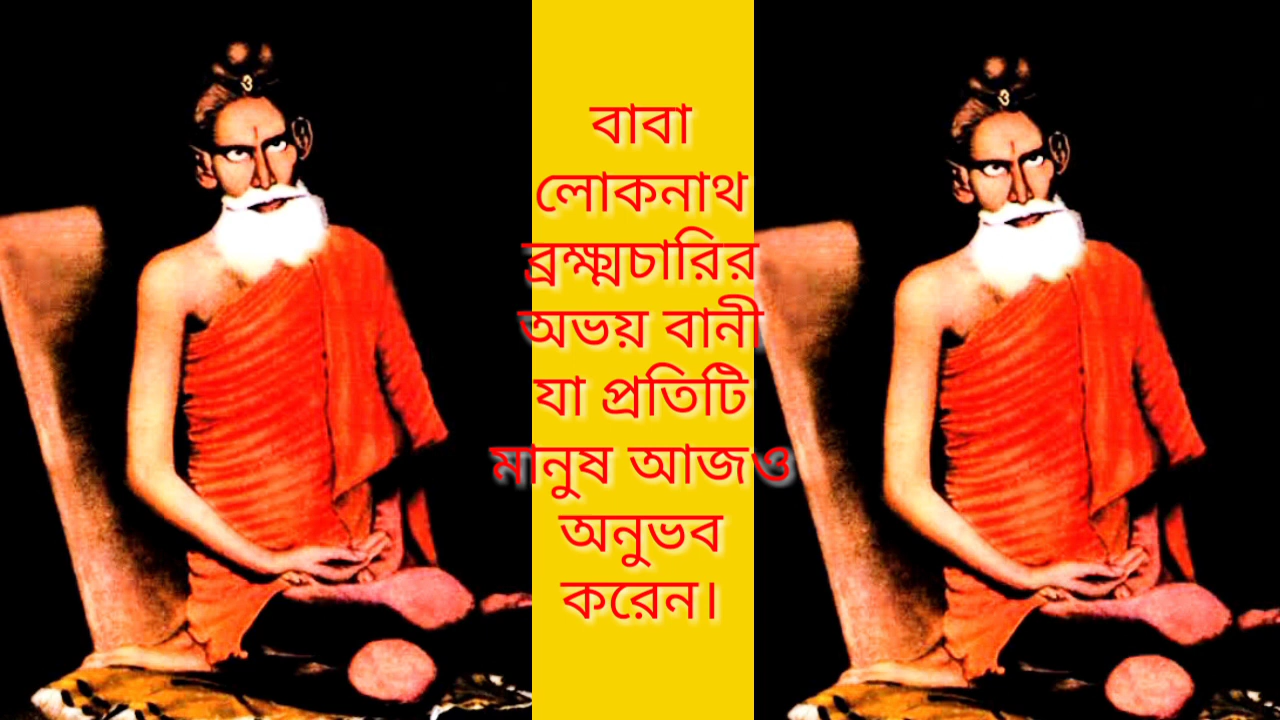 বাবা
লোকনাথ
ব্রক্ষ্মচারির
অভয় বানী
যা প্রতিটি
মানুষ আজও
অনুভব
করেন।